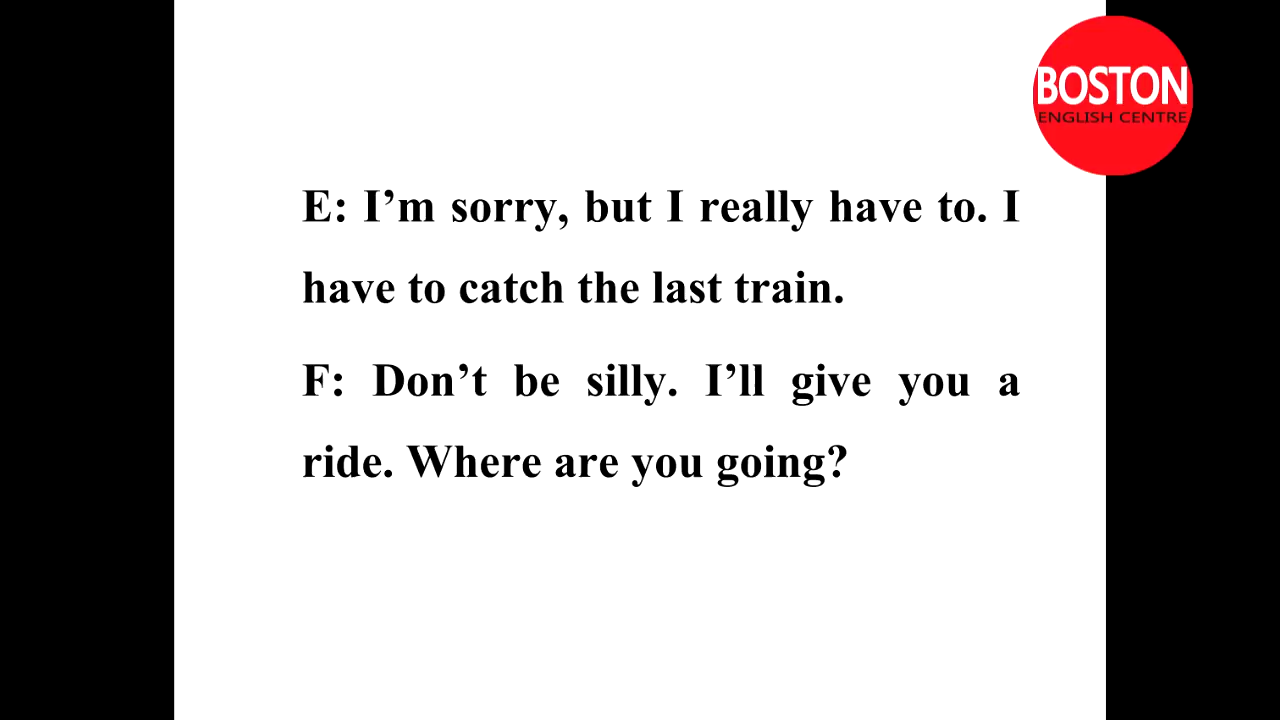 BOSTON
ENGLISH CENTRE
E: I’m sorry, but I really have to. I
have to catch the last train.
F: Don’t be silly. I’ll give you a
ride. Where are you going?